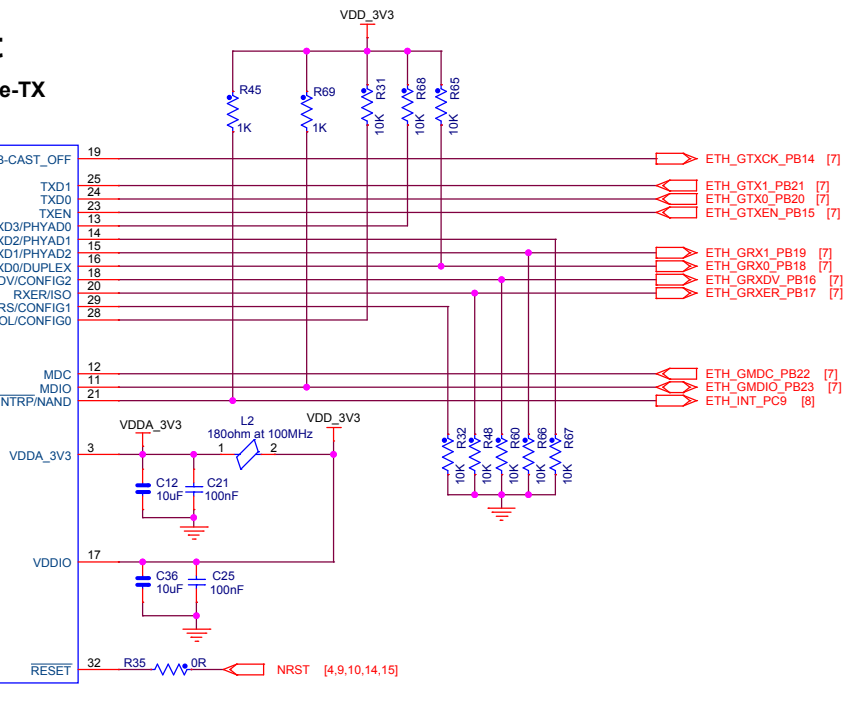 VDD_3V3
e-TX
R45
1K
R69
1K
R31
10K
R68
10K
R65
10K
B-CAST_OFF 19 ETH_GTXCK_PB14 [7]
TXD1 25 ETH_GTX1_PB21 [7]
TXD0 24 ETH_GTX0_PB20 [7]
TXEN 23 ETH_GTXEN_PB15 [7]
XD3/PHYAD0 13
XD2/PHYAD1 14
XD1/PHYAD2 15 ETH_GRX1_PB19 [7]
XD0/DUPLEX 16 ETH_GRX0_PB18 [7]
DV/CONFIG2 18 ETH_GRXDV_PB16 [7]
RXER/ISO 20 ETH_GRXER_PB17 [7]
RS/CONFIG1 29
OL/CONFIG0 28
MDC 12 ETH_GMDC_PB22 [7]
MDIO 11 ETH_GMDIO_PB23 [7]
NTRP/NAND 21 ETH_INT_PC9 [8]
VDDA_3V3
L2
180ohm at 100MHz
1 2
VDD_3V3
R32
10K
R48
10K
R60
10K
R66
10K
R67
10K
VDDA_3V3 3
C12
10uF
C21
100nF
VDDIO 17
C36
10uF
C25
100nF
RESET 32 R35 0R NRST [4,9,10,14,15]